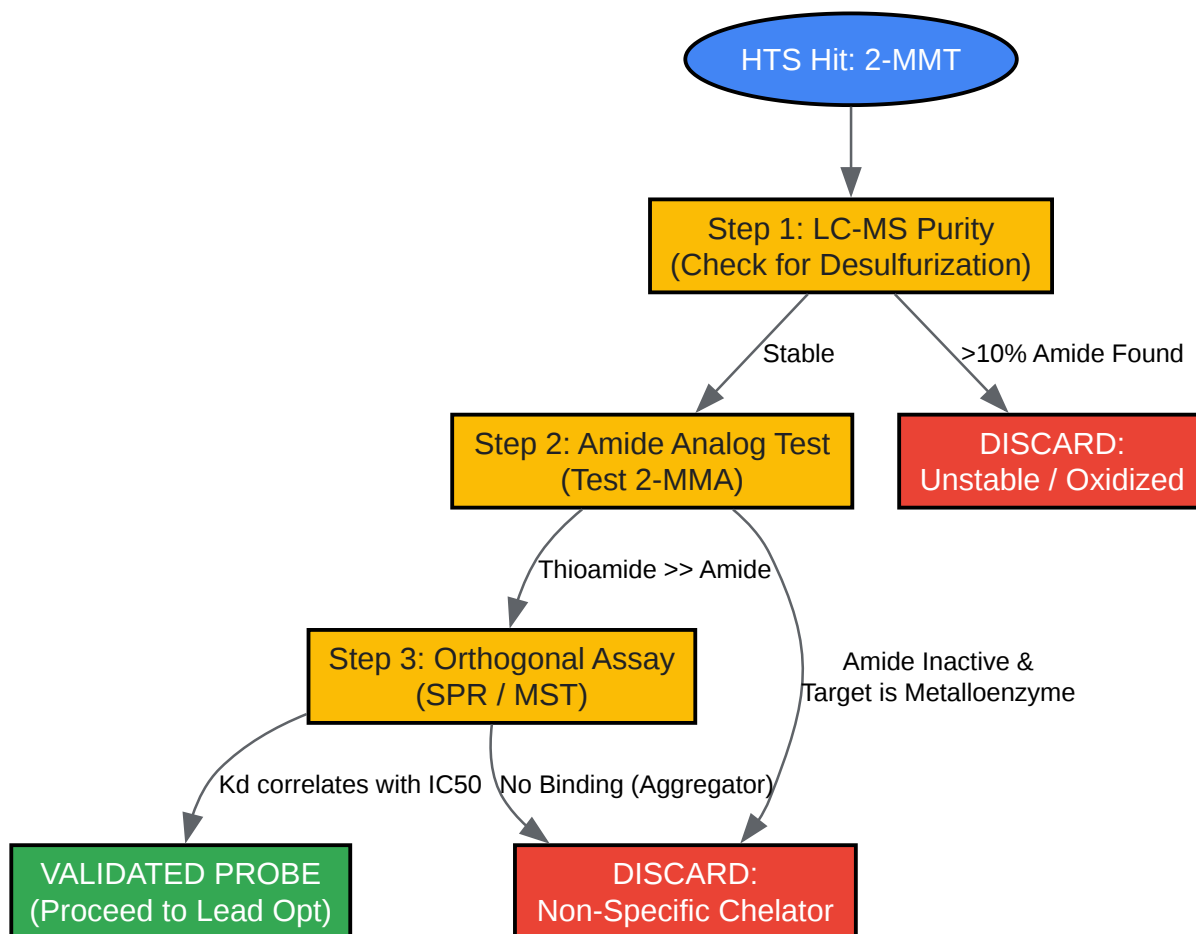 HTS Hit: 2-MMT
Step 1: LC-MS Purity
(Check for Desulfurization)
Stable
>10% Amide Found
Step 2: Amide Analog Test
(Test 2-MMA)
DISCARD:
Unstable / Oxidized
Thioamide >> Amide
Step 3: Orthogonal Assay
(SPR / MST)
Amide Inactive &
Target is Metalloenzyme
Kd correlates with IC50
No Binding (Aggregator)
VALIDATED PROBE
(Proceed to Lead Opt)
DISCARD:
Non-Specific Chelator